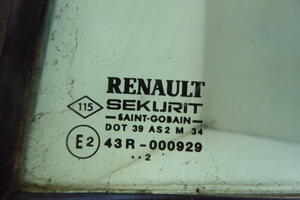 RENAULT
115 SEKURIT
SAINT-GOBAIN
DOT 39 AS2 M 34
E2 43R-000929
..2